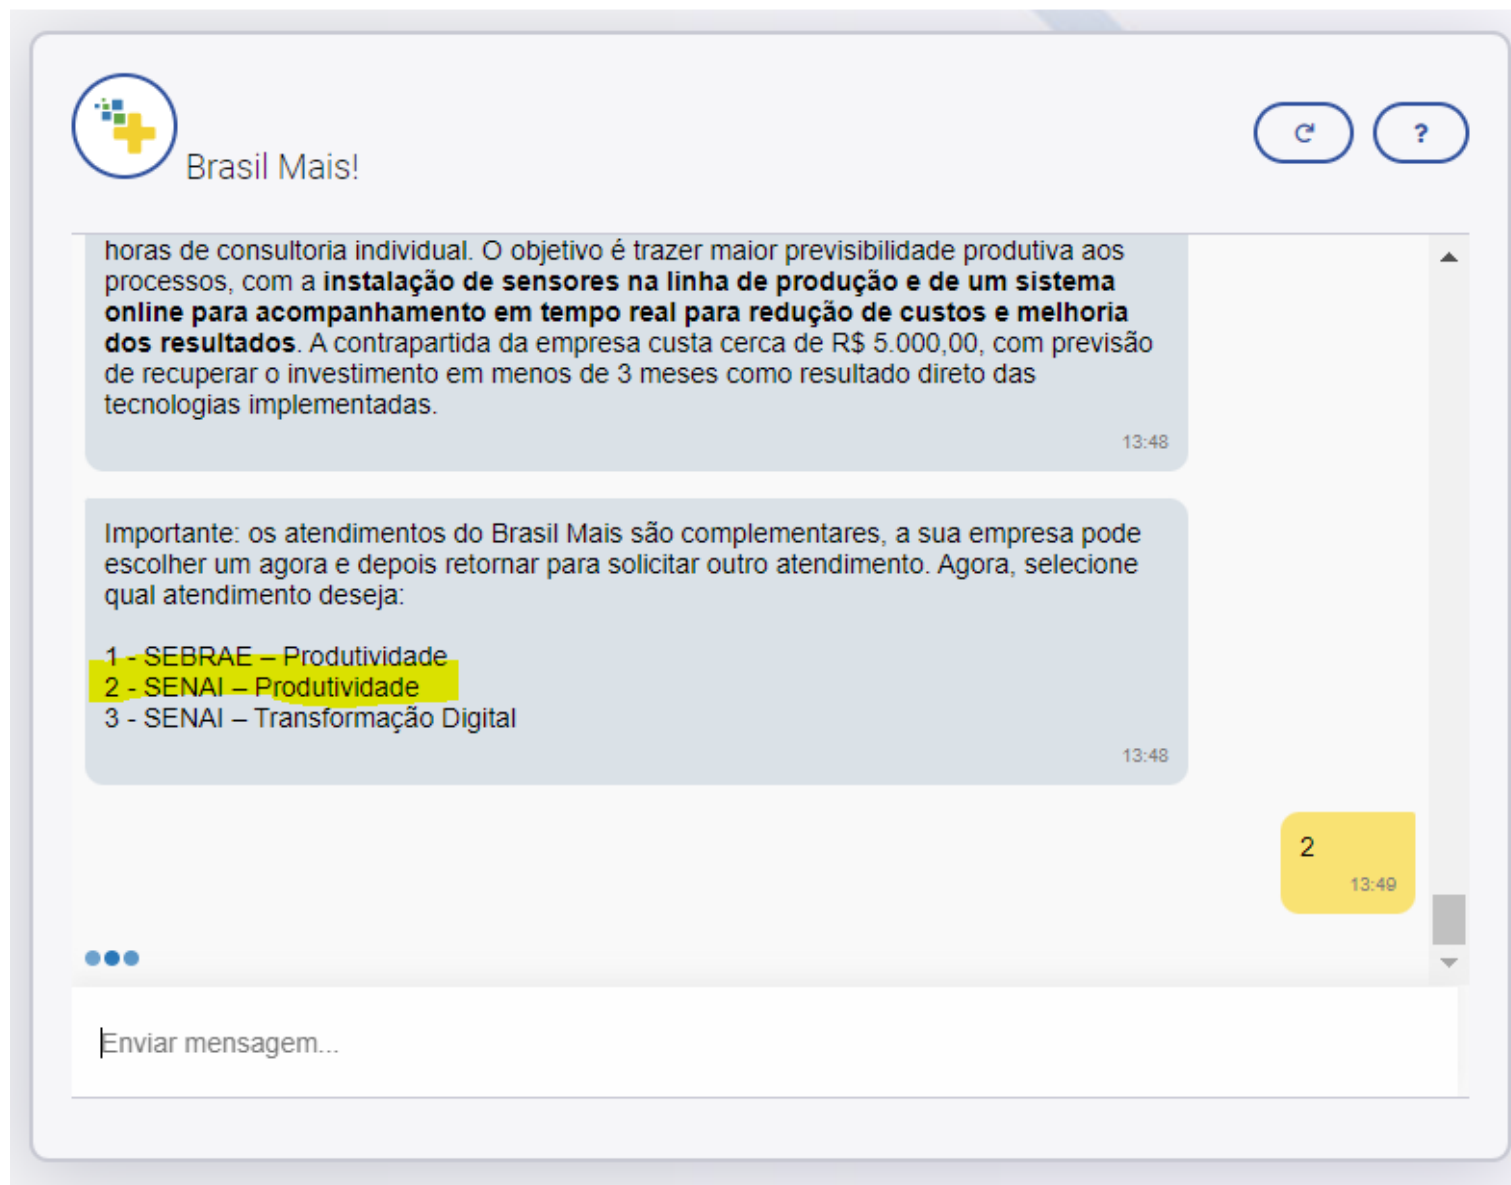 Brasil Mais!
?
horas de consultoria individual. O objetivo é trazer maior previsibilidade produtiva aos
processos, com a instalação de sensores na linha de produção e de um sistema
online para acompanhamento em tempo real para redução de custos e melhoria
dos resultados. A contrapartida da empresa custa cerca de R$ 5.000,00, com previsão
de recuperar o investimento em menos de 3 meses como resultado direto das
tecnologias implementadas.
13:48
Importante: os atendimentos do Brasil Mais são complementares, a sua empresa pode
escolher um agora e depois retornar para solicitar outro atendimento. Agora, selecione
qual atendimento deseja:
1 - SEBRAE – Produtividade
2 - SENAI – Produtividade
3 - SENAI – Transformação Digital
13:48
2
13:49
Enviar mensagem...